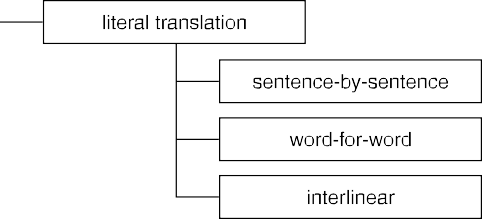 literal translation
sentence-by-sentence
word-for-word
interlinear